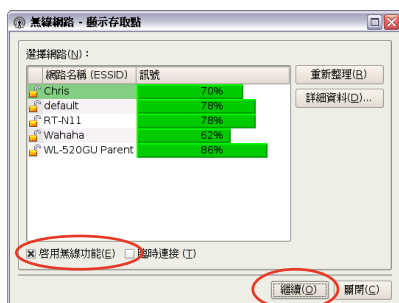 無線網路 - 顯示存取點
選擇網路(N)：
網路名稱 (ESSID) 訊號
Chris 70%
default 78%
RT-N11 78%
Wahaha 62%
WL-520GU Parent 86%
重新整理(R)
詳細資料(D)...
啓用無線功能(E) 臨時連接 (T)
繼續(O) 關閉(C)